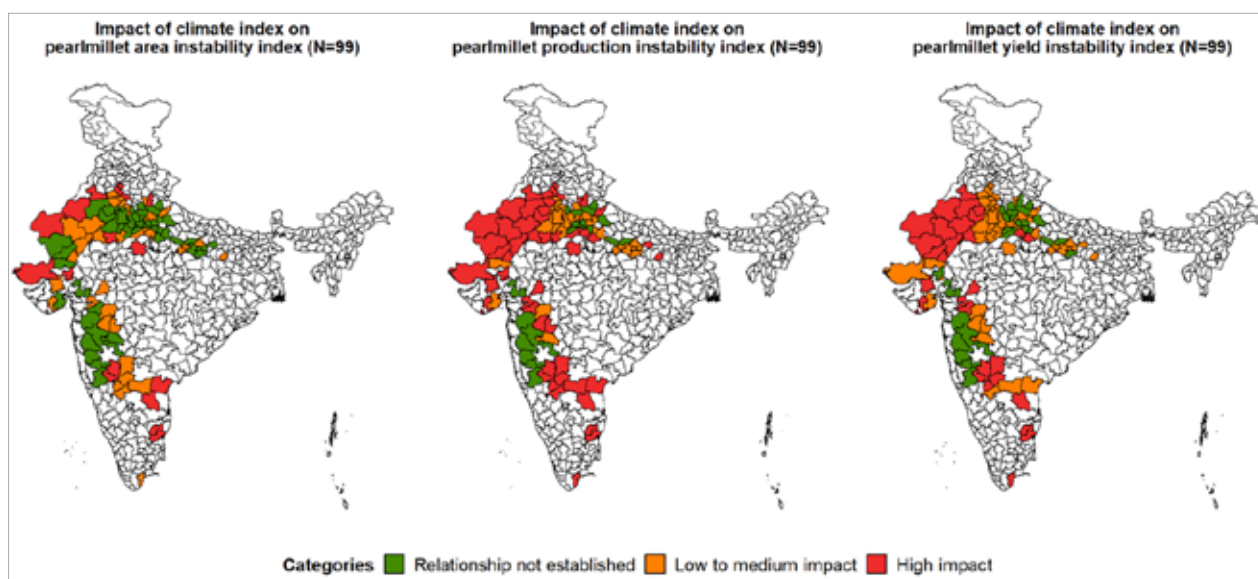 Impact of climate index on
pearlmillet area instability index (N=99)
Impact of climate index on
pearlmillet production instability index (N=99)
Impact of climate index on
pearlmillet yield instability index (N=99)
Categories Relationship not established Low to medium impact High impact